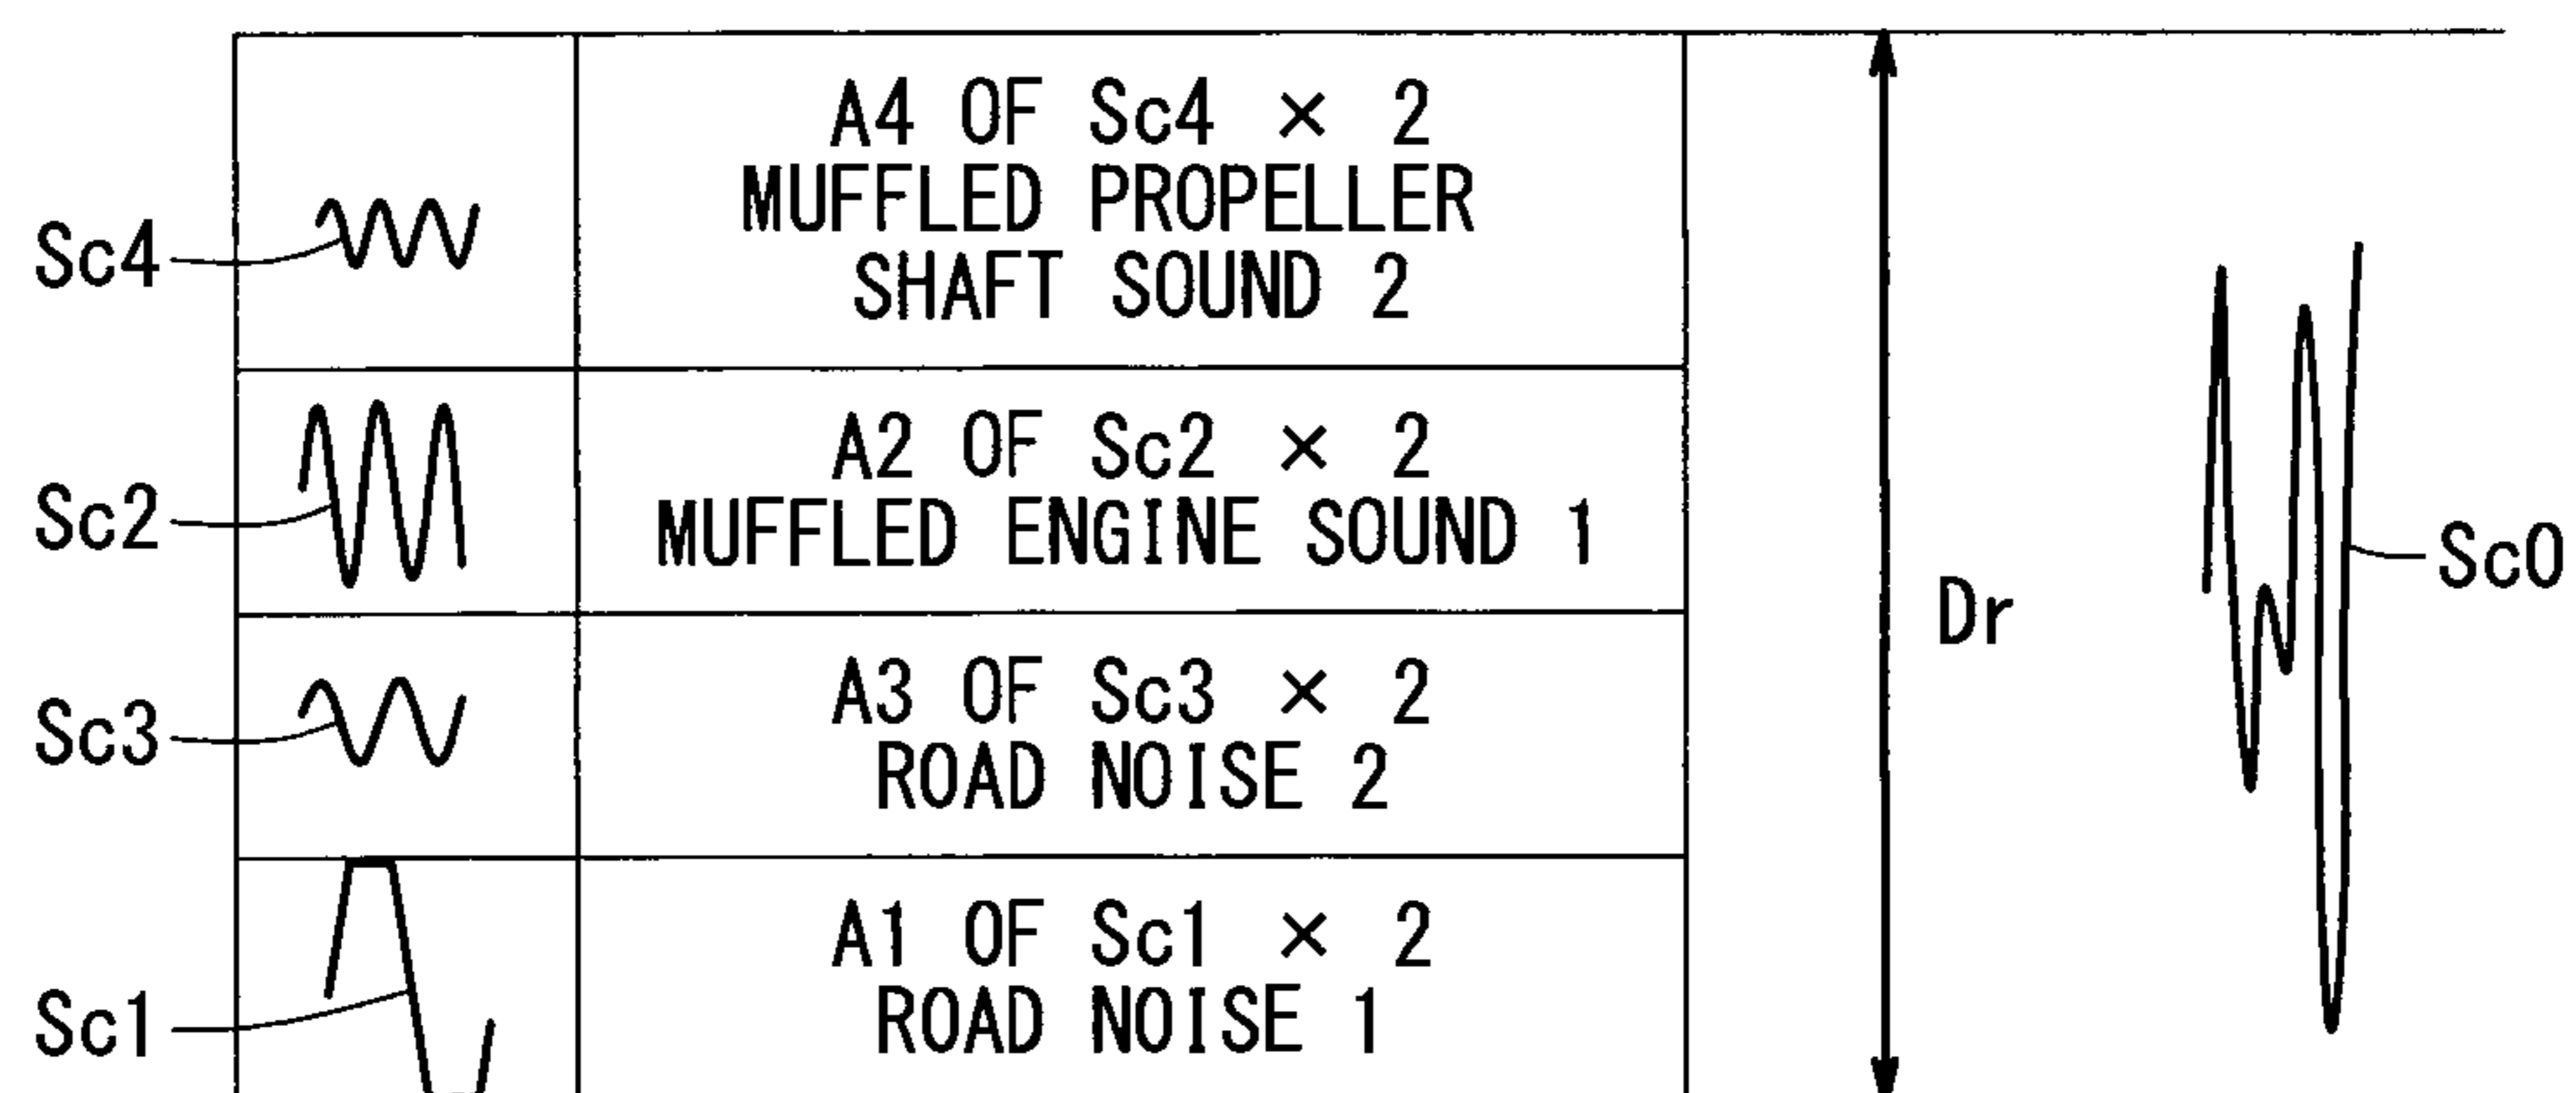 A4 OF Sc4 × 2
MUFFLED PROPELLER
SHAFT SOUND 2
Sc4
A2 OF Sc2 × 2
MUFFLED ENGINE SOUND 1
Sc2
Sc0
Dr
A3 OF Sc3 × 2
ROAD NOISE 2
Sc3
A1 OF Sc1 × 2
ROAD NOISE 1
Sc1